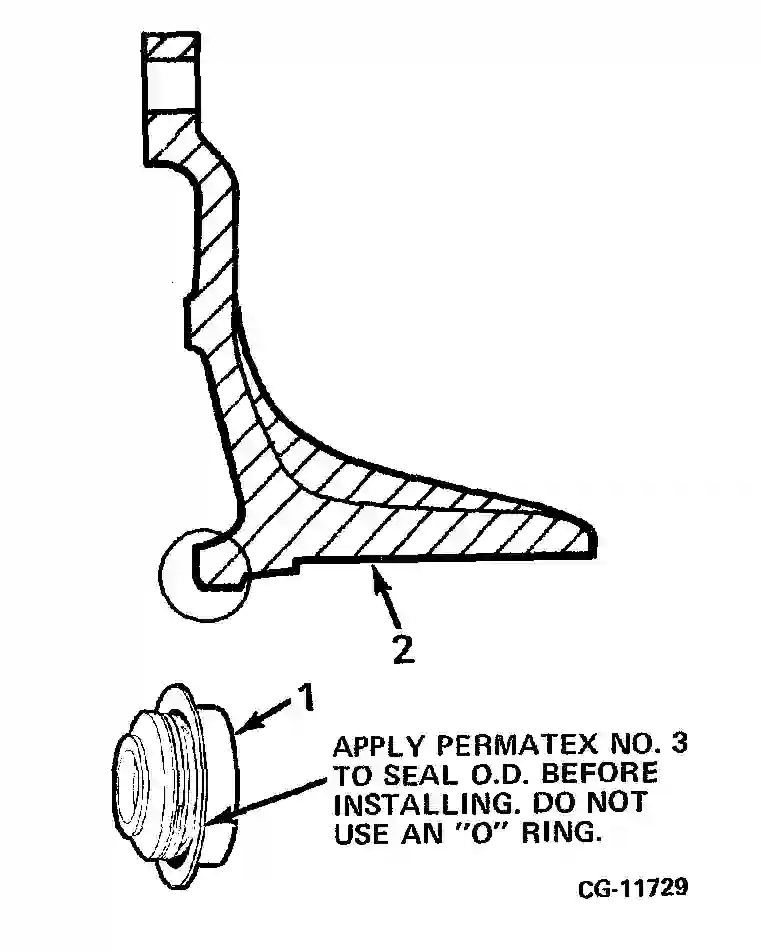 2
1
APPLY PERMATEX NO. 3
TO SEAL O.D. BEFORE
INSTALLING. DO NOT
USE AN "O" RING.
CG-11729